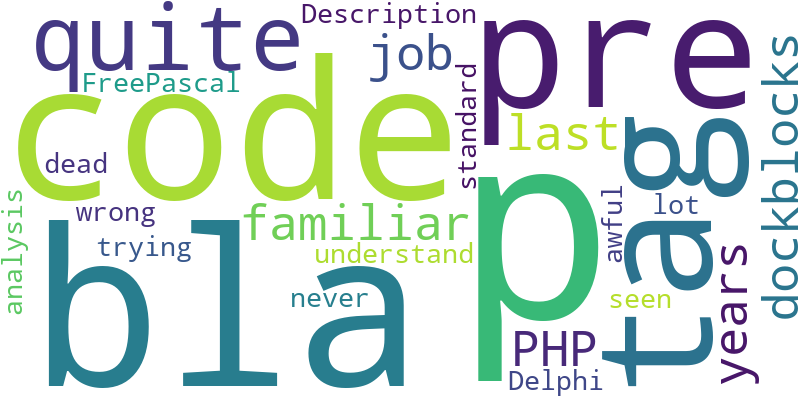 quite
Description
pre
job
FreePascal
code
standard
last
tag
dockblocks
dead
wrong
analysis
familiar
p
awful
lot
trying
understand
bla
never
seen
years
PHP
Delphi